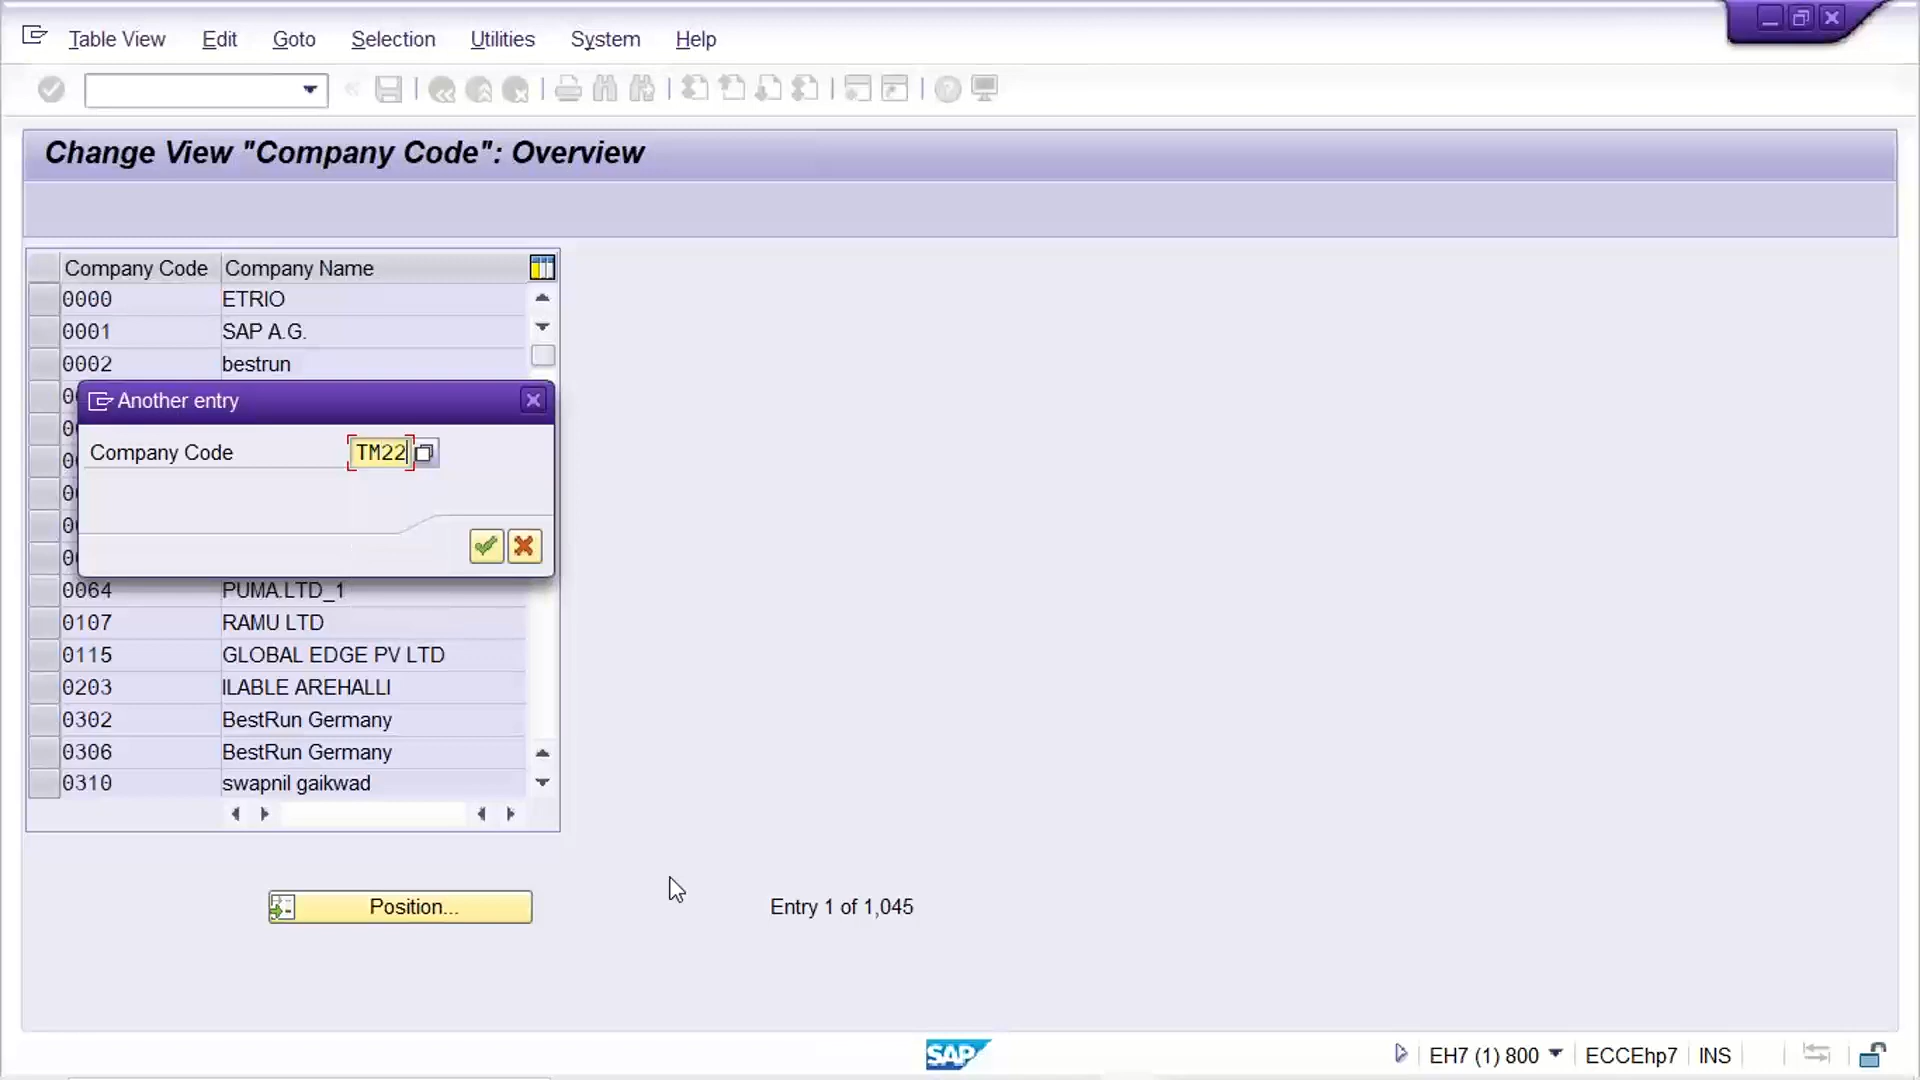 Table View Edit Goto Selection Utilities System Help
Change View "Company Code": Overview
Company Code Company Name
0000 ETRIO
0001 SAP A.G.
0002 bestrun
Another entry
Company Code TM22
0064 PUMA.LTD_1
0107 RAMU LTD
0115 GLOBAL EDGE PV LTD
0203 ILABLE AREHALLI
0302 BestRun Germany
0306 BestRun Germany
0310 swapnil gaikwad
Position... Entry 1 of 1,045
SAP EH7 (1) 800 ECCEhp7 INS